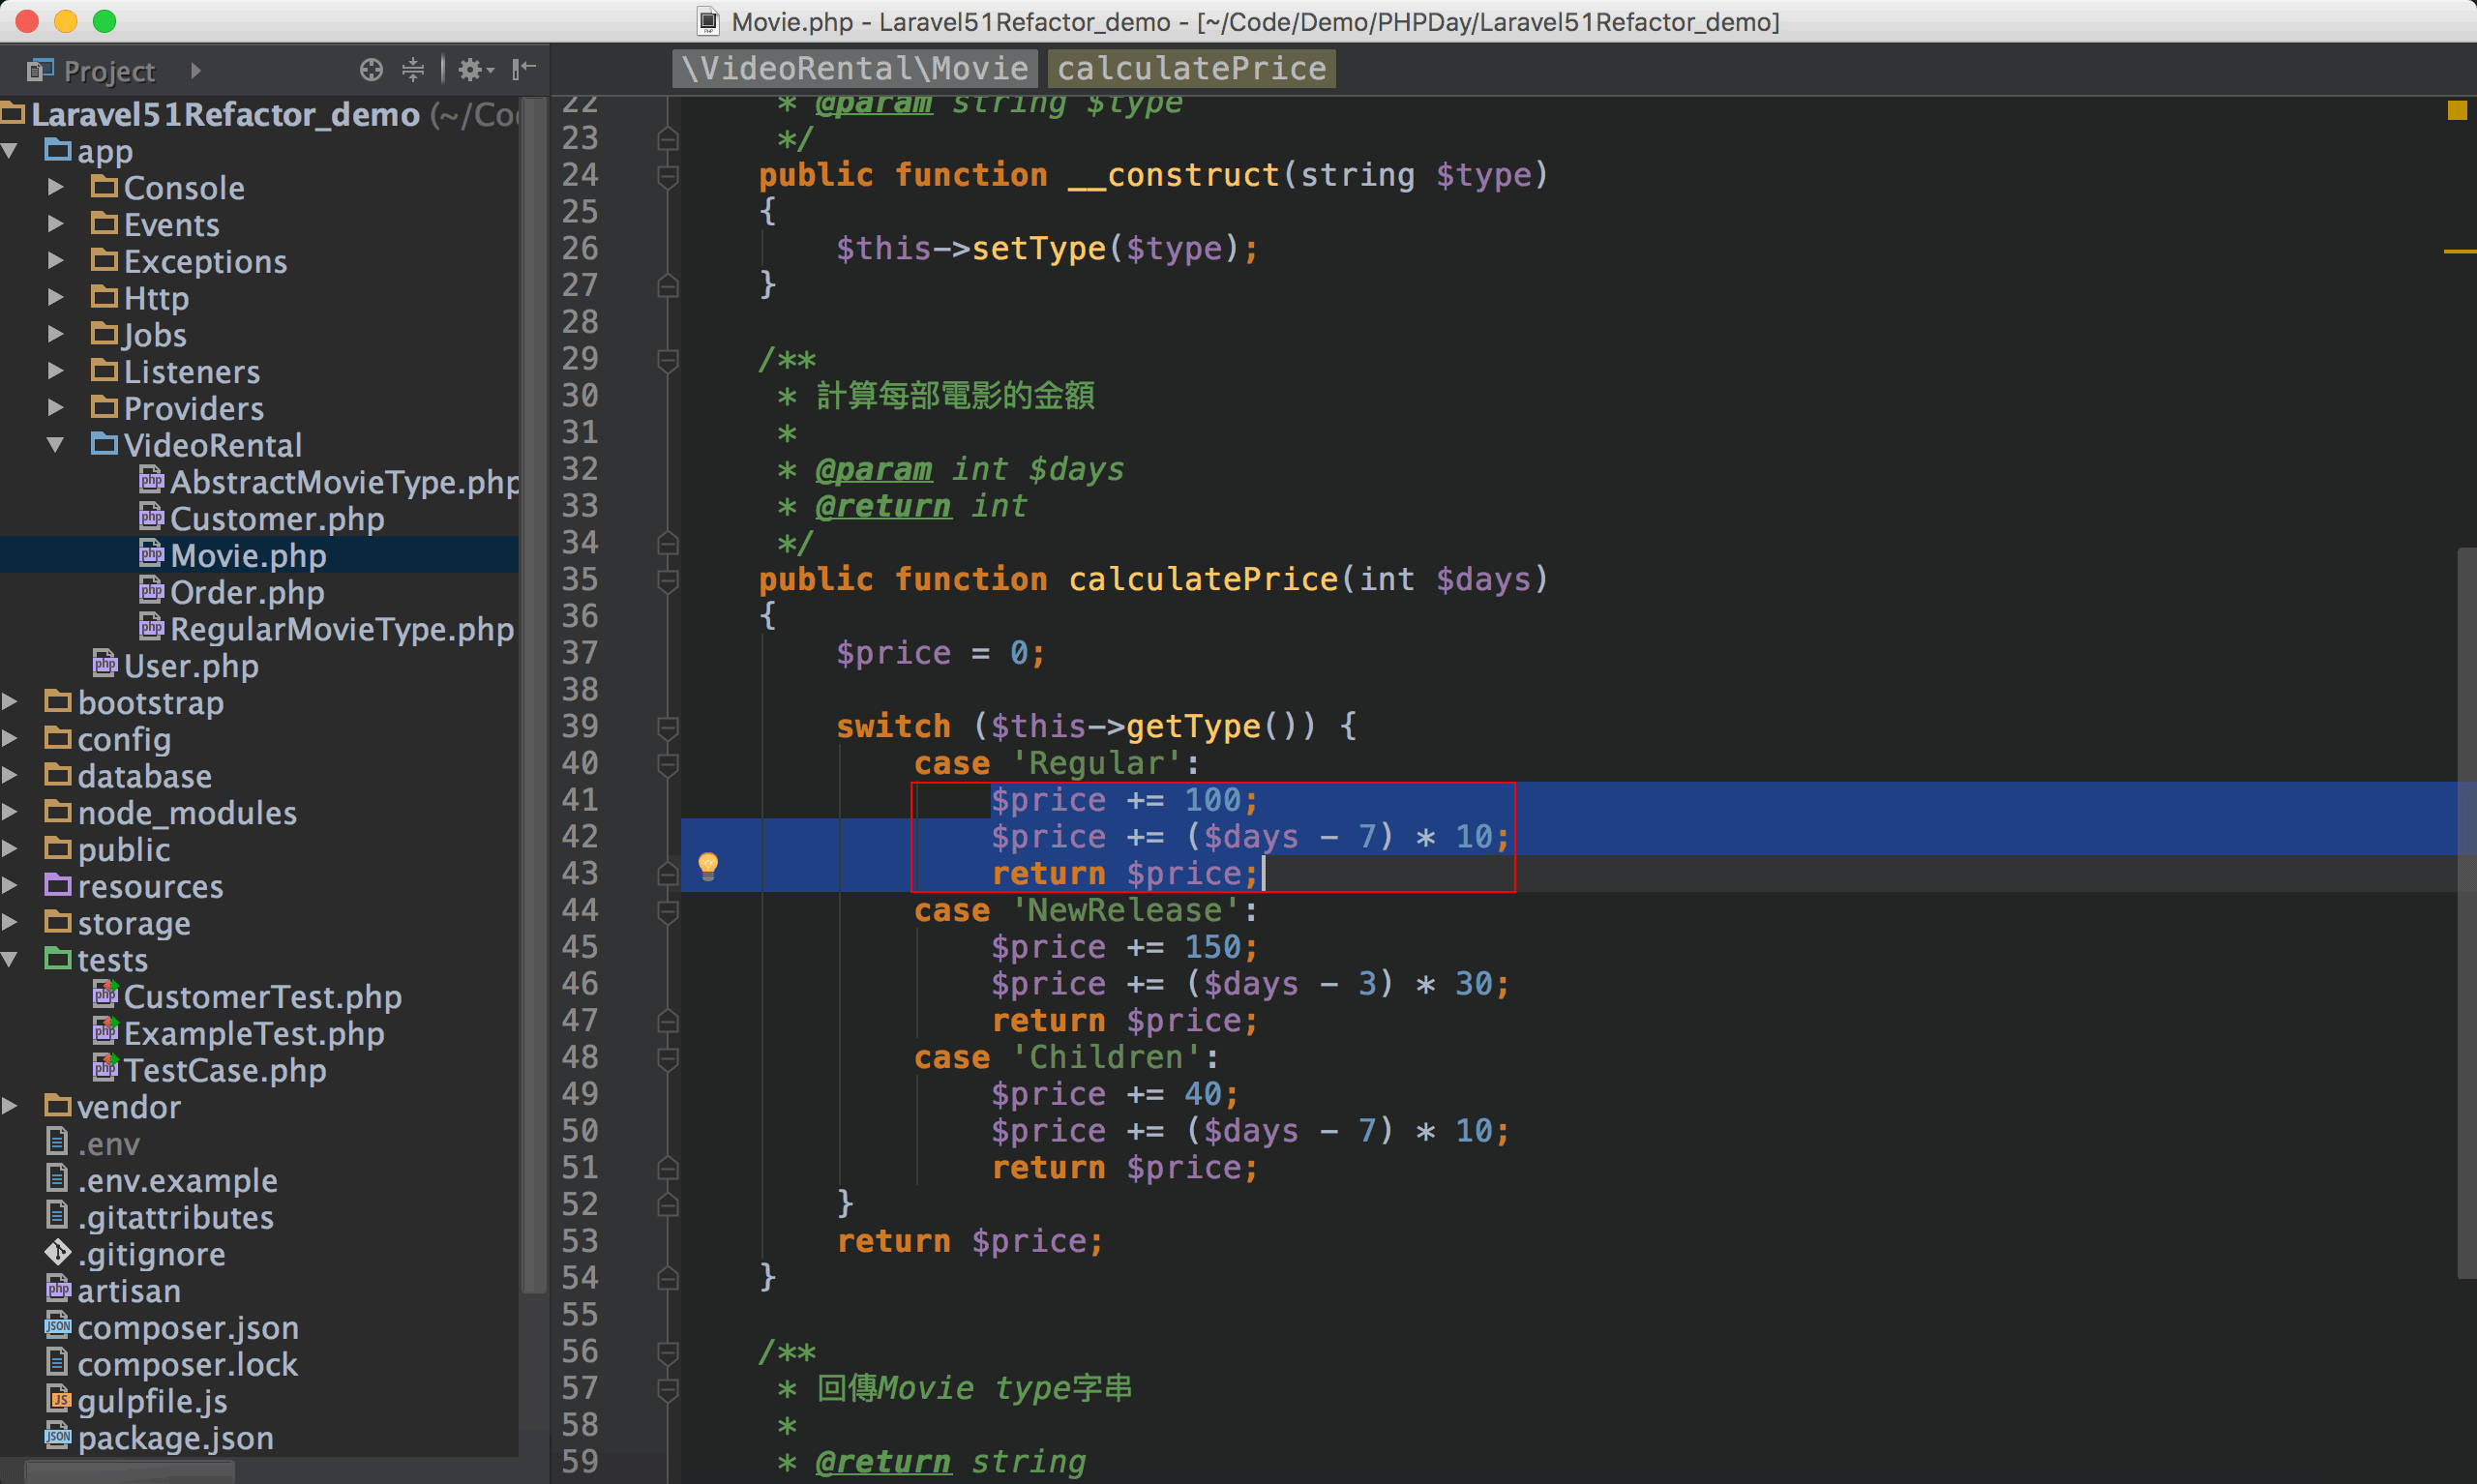 Movie.php - Laravel51Refactor_demo - [~/Code/Demo/PHPDay/Laravel51Refactor_demo]
Project
\VideoRental\Movie calculatePrice
Laravel51Refactor_demo (~/Co
app
Console
Events
Exceptions
Http
Jobs
Listeners
Providers
VideoRental
AbstractMovieType.php
Customer.php
Movie.php
Order.php
RegularMovieType.php
User.php
bootstrap
config
database
node_modules
public
resources
storage
tests
CustomerTest.php
ExampleTest.php
TestCase.php
vendor
.env
.env.example
.gitattributes
.gitignore
artisan
composer.json
composer.lock
gulpfile.js
package.json
22 * @param string $type
23 */
24 public function __construct(string $type)
25 {
26 $this->setType($type);
27 }
28
29 /**
30 * 計算每部電影的金額
31 *
32 * @param int $days
33 * @return int
34 */
35 public function calculatePrice(int $days)
36 {
37 $price = 0;
38
39 switch ($this->getType()) {
40 case 'Regular':
41 $price += 100;
42 $price += ($days - 7) * 10;
43 return $price;
44 case 'NewRelease':
45 $price += 150;
46 $price += ($days - 3) * 30;
47 return $price;
48 case 'Children':
49 $price += 40;
50 $price += ($days - 7) * 10;
51 return $price;
52 }
53 return $price;
54 }
55
56 /**
57 * 回傳Movie type字串
58 *
59 * @return string